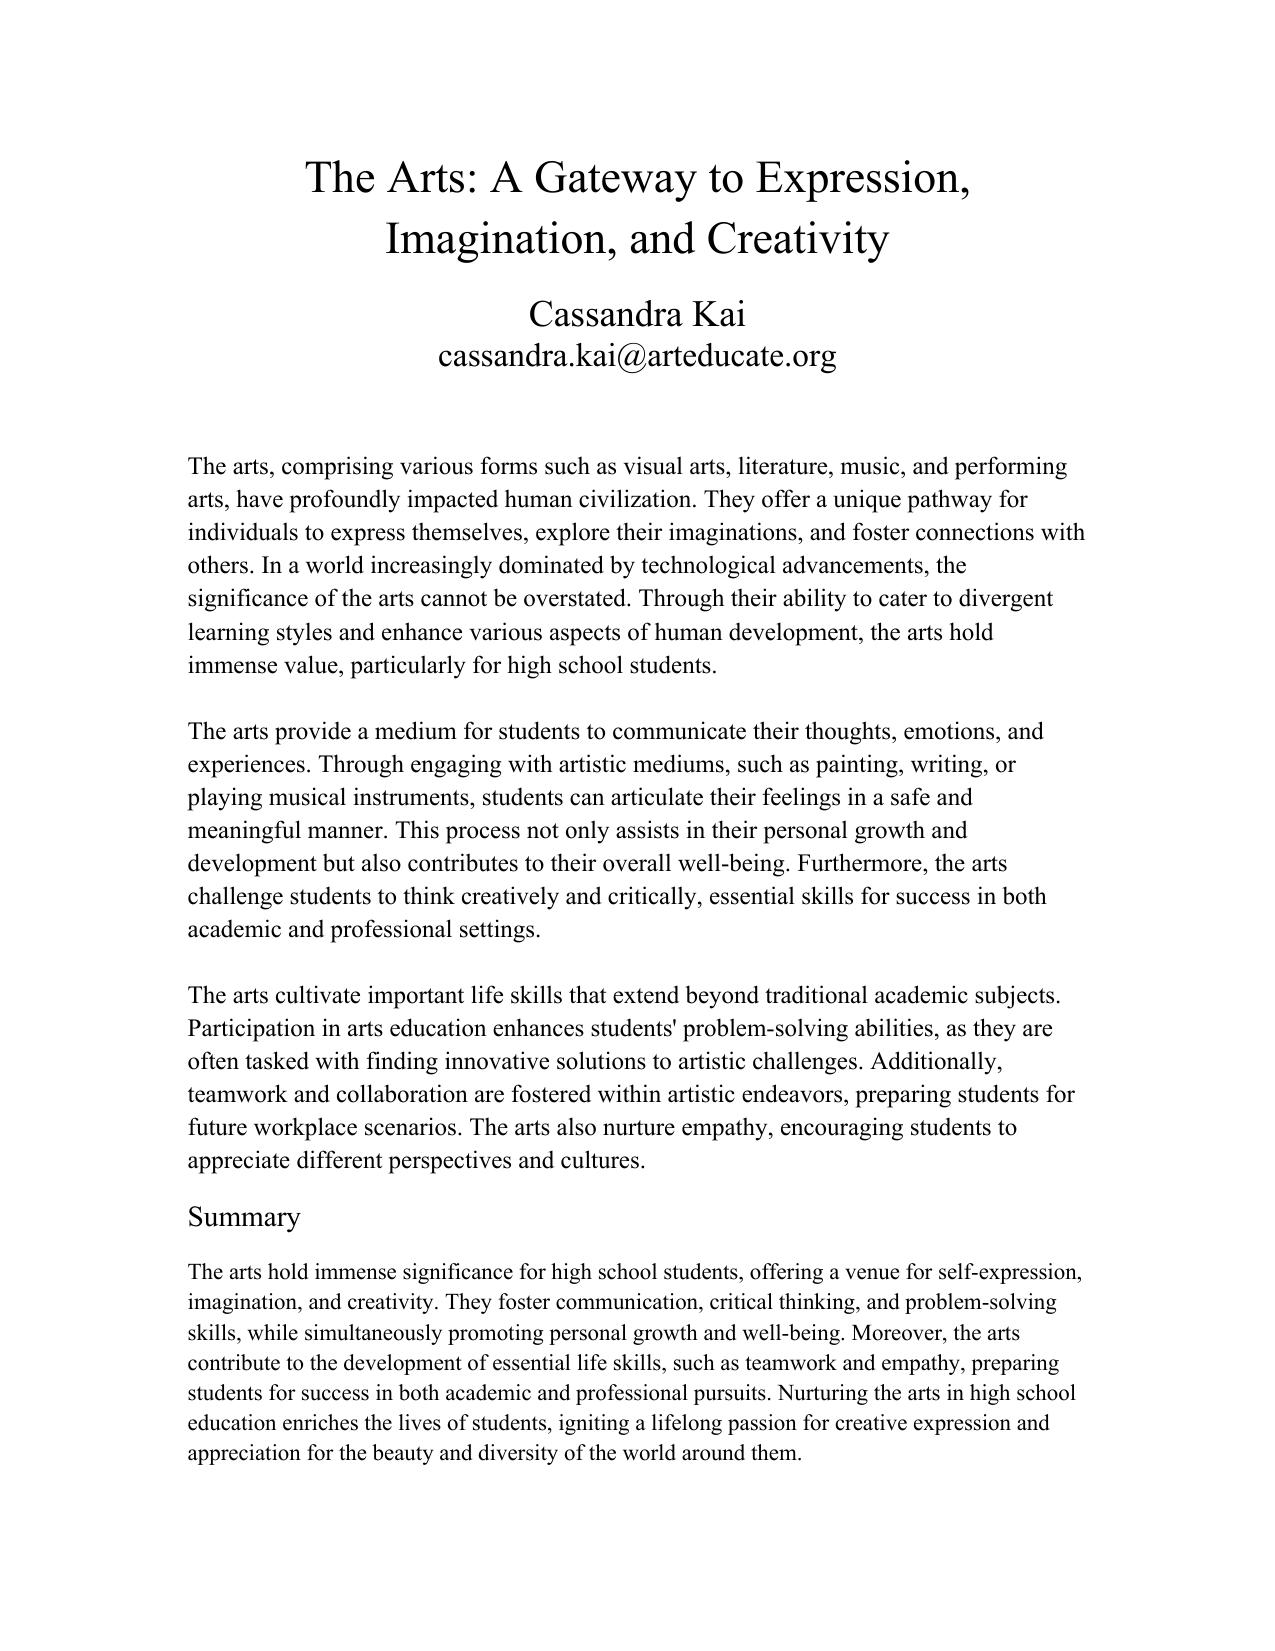 The Arts: A Gateway to Expression,
Imagination, and Creativity
Cassandra Kai
cassandra.kai@arteducate.org
The arts, comprising various forms such as visual arts, literature, music, and performing
arts, have profoundly impacted human civilization. They offer a unique pathway for
individuals to express themselves, explore their imaginations, and foster connections with
others. In a world increasingly dominated by technological advancements, the
significance of the arts cannot be overstated. Through their ability to cater to divergent
learning styles and enhance various aspects of human development, the arts hold
immense value, particularly for high school students.
The arts provide a medium for students to communicate their thoughts, emotions, and
experiences. Through engaging with artistic mediums, such as painting, writing, or
playing musical instruments, students can articulate their feelings in a safe and
meaningful manner. This process not only assists in their personal growth and
development but also contributes to their overall well-being. Furthermore, the arts
challenge students to think creatively and critically, essential skills for success in both
academic and professional settings.
The arts cultivate important life skills that extend beyond traditional academic subjects.
Participation in arts education enhances students' problem-solving abilities, as they are
often tasked with finding innovative solutions to artistic challenges. Additionally,
teamwork and collaboration are fostered within artistic endeavors, preparing students for
future workplace scenarios. The arts also nurture empathy, encouraging students to
appreciate different perspectives and cultures.
Summary
The arts hold immense significance for high school students, offering a venue for self-expression,
imagination, and creativity. They foster communication, critical thinking, and problem-solving
skills, while simultaneously promoting personal growth and well-being. Moreover, the arts
contribute to the development of essential life skills, such as teamwork and empathy, preparing
students for success in both academic and professional pursuits. Nurturing the arts in high school
education enriches the lives of students, igniting a lifelong passion for creative expression and
appreciation for the beauty and diversity of the world around them.